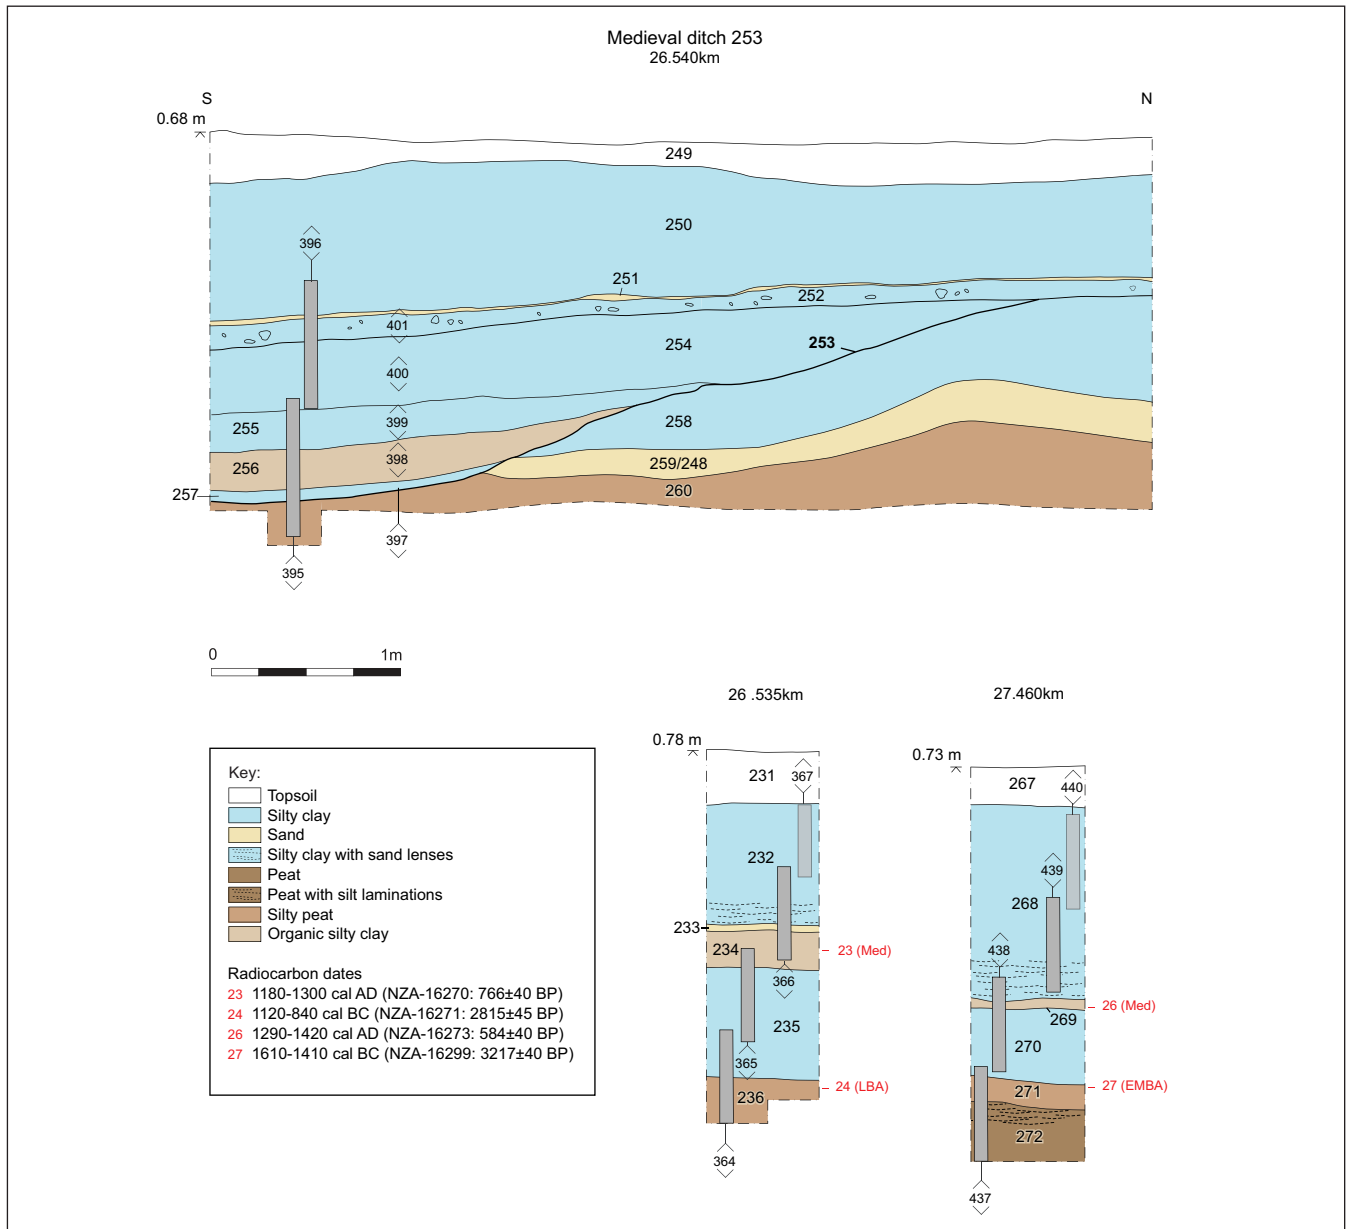 Medieval ditch 253
26.540km
S
N
0.68 m
249
250
396
251
252
401
253
254
400
399
255
258
398
256
259/248
257
260
397
395
0
1m
26 .535km
27.460km
0.78 m
0.73 m
231
367
267
440
232
439
268
438
233
234
23 (Med)
366
26 (Med)
269
235
270
365
24 (LBA)
27 (EMBA)
236
271
272
364
437
Key:
Topsoil
Silty clay
Sand
Silty clay with sand lenses
Peat
Peat with silt laminations
Silty peat
Organic silty clay
Radiocarbon dates
23 1180-1300 cal AD (NZA-16270: 766±40 BP)
24 1120-840 cal BC (NZA-16271: 2815±45 BP)
26 1290-1420 cal AD (NZA-16273: 584±40 BP)
27 1610-1410 cal BC (NZA-16299: 3217±40 BP)